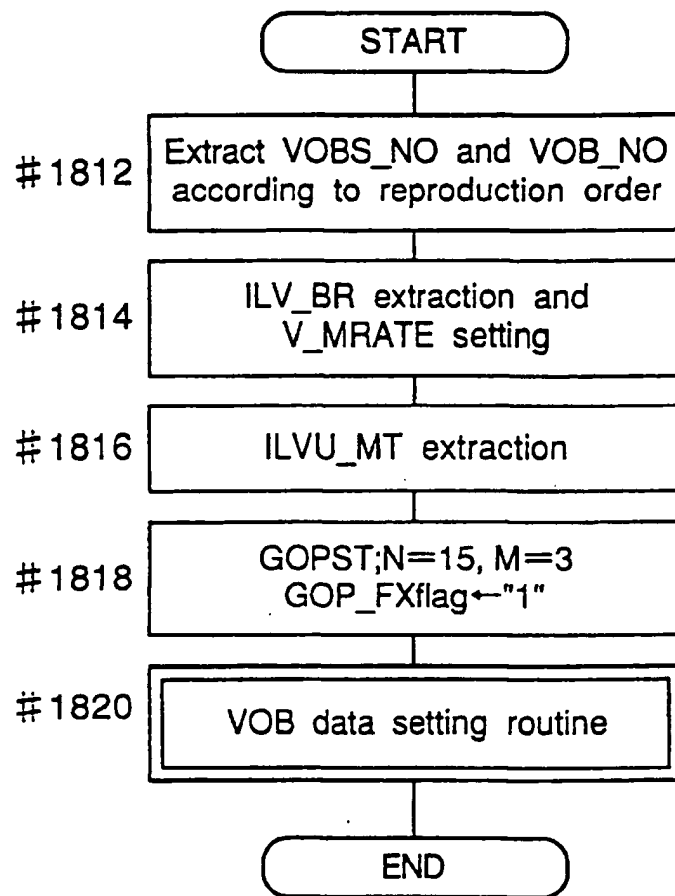 START
#1812
Extract VOBS_NO and VOB_NO
according to reproduction order
#1814
ILV_BR extraction and
V_MRATE setting
#1816
ILVU_MT extraction
#1818
GOPST;N=15, M=3
GOP_FXflag←"1"
#1820
VOB data setting routine
END